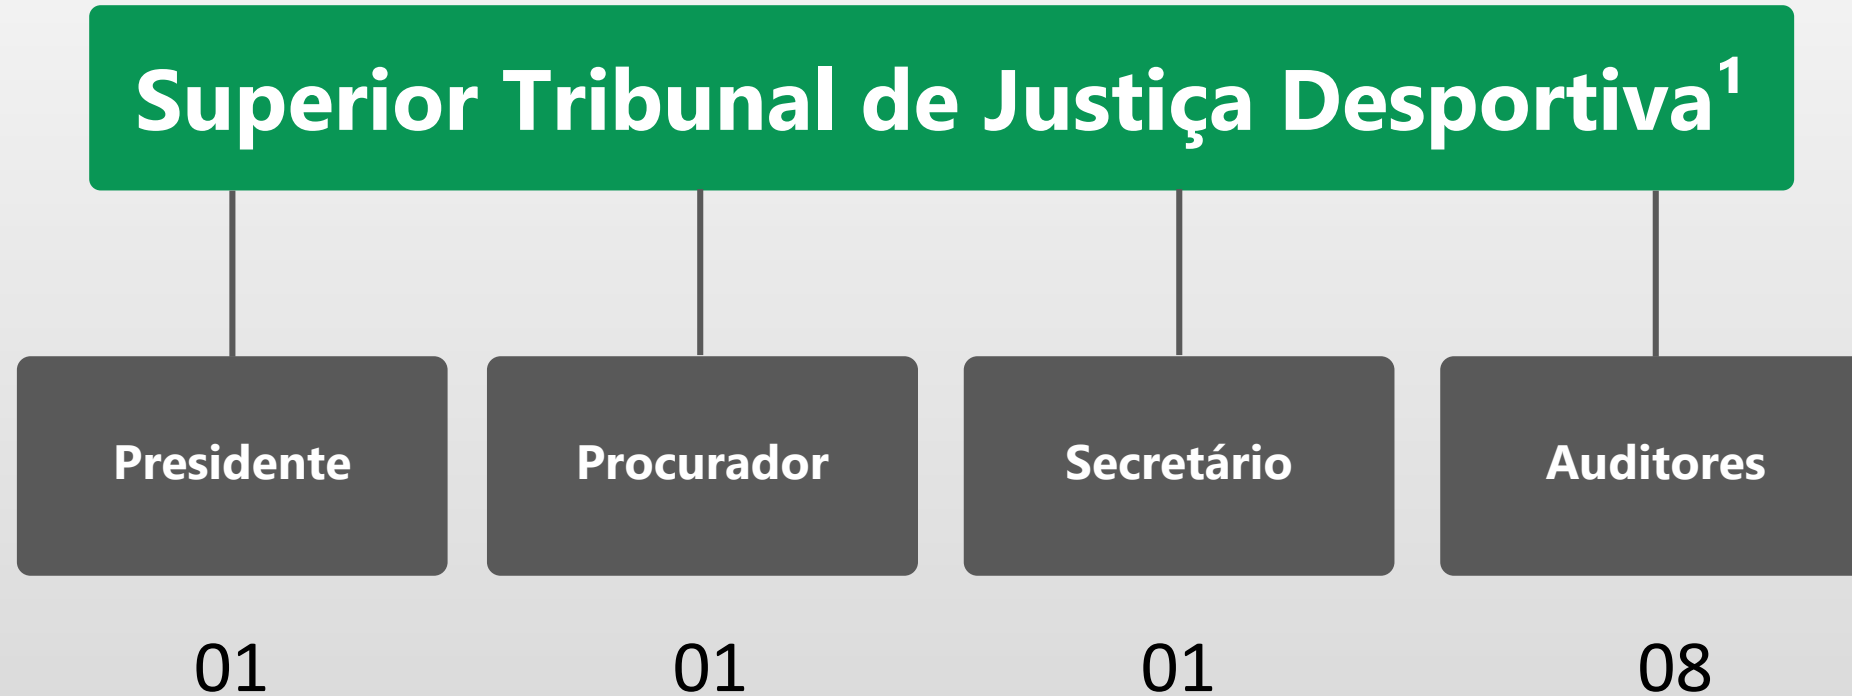 Superior Tribunal de Justiça Desportiva¹
Presidente
Procurador
Secretário
Auditores
01
01
01
08